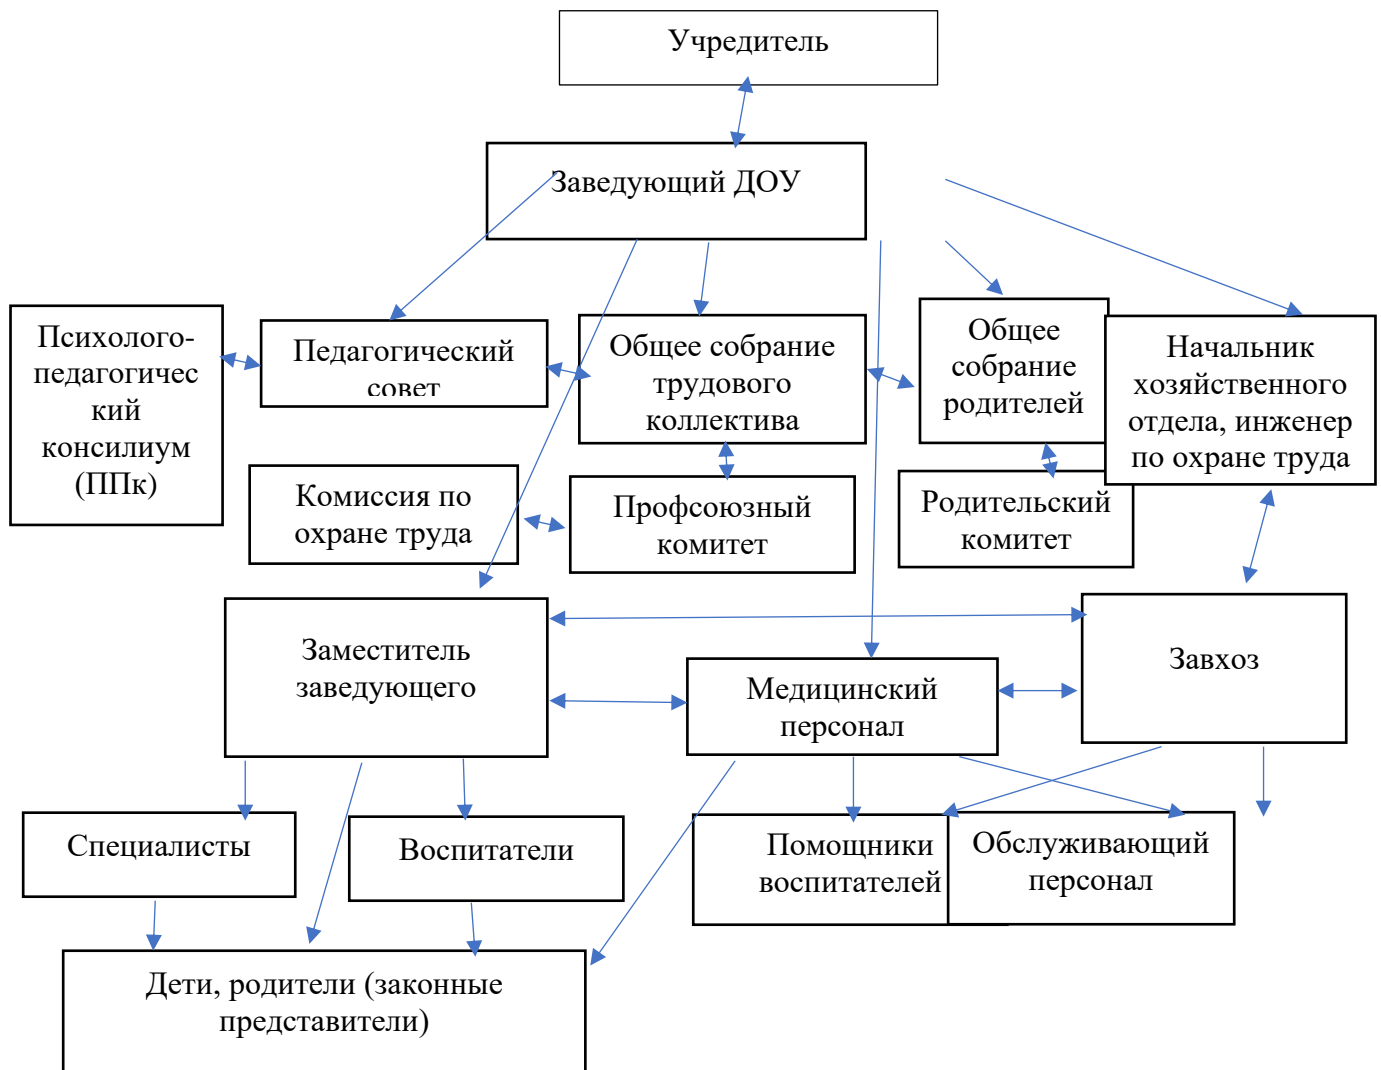 Учредитель
Заведующий ДОУ
Психолого-
педагогичес
кий
консилиум
(ППк)
Педагогический
совет
Общее собрание
трудового
коллектива
Общее
собрание
родителей
Начальник
хозяйственного
отдела, инженер
по охране труда
Комиссия по
охране труда
Профсоюзный
комитет
Родительский
комитет
Заместитель
заведующего
Медицинский
персонал
Завхоз
Специалисты
Воспитатели
Помощники
воспитателей
Обслуживающий
персонал
Дети, родители (законные
представители)